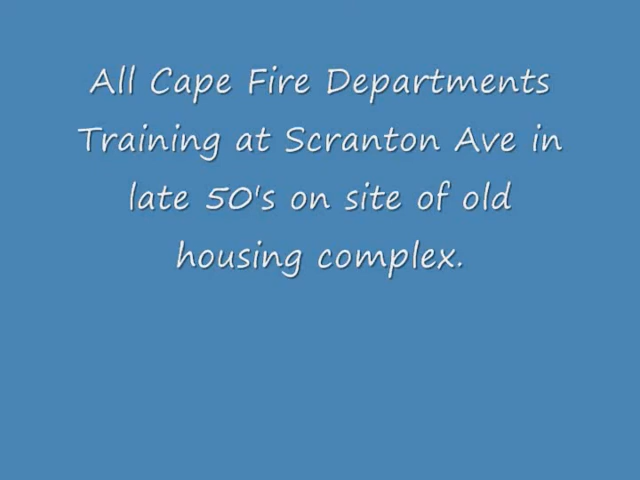 All Cape Fire Departments
Training at Scranton Ave in
late 50's on site of old
housing complex.